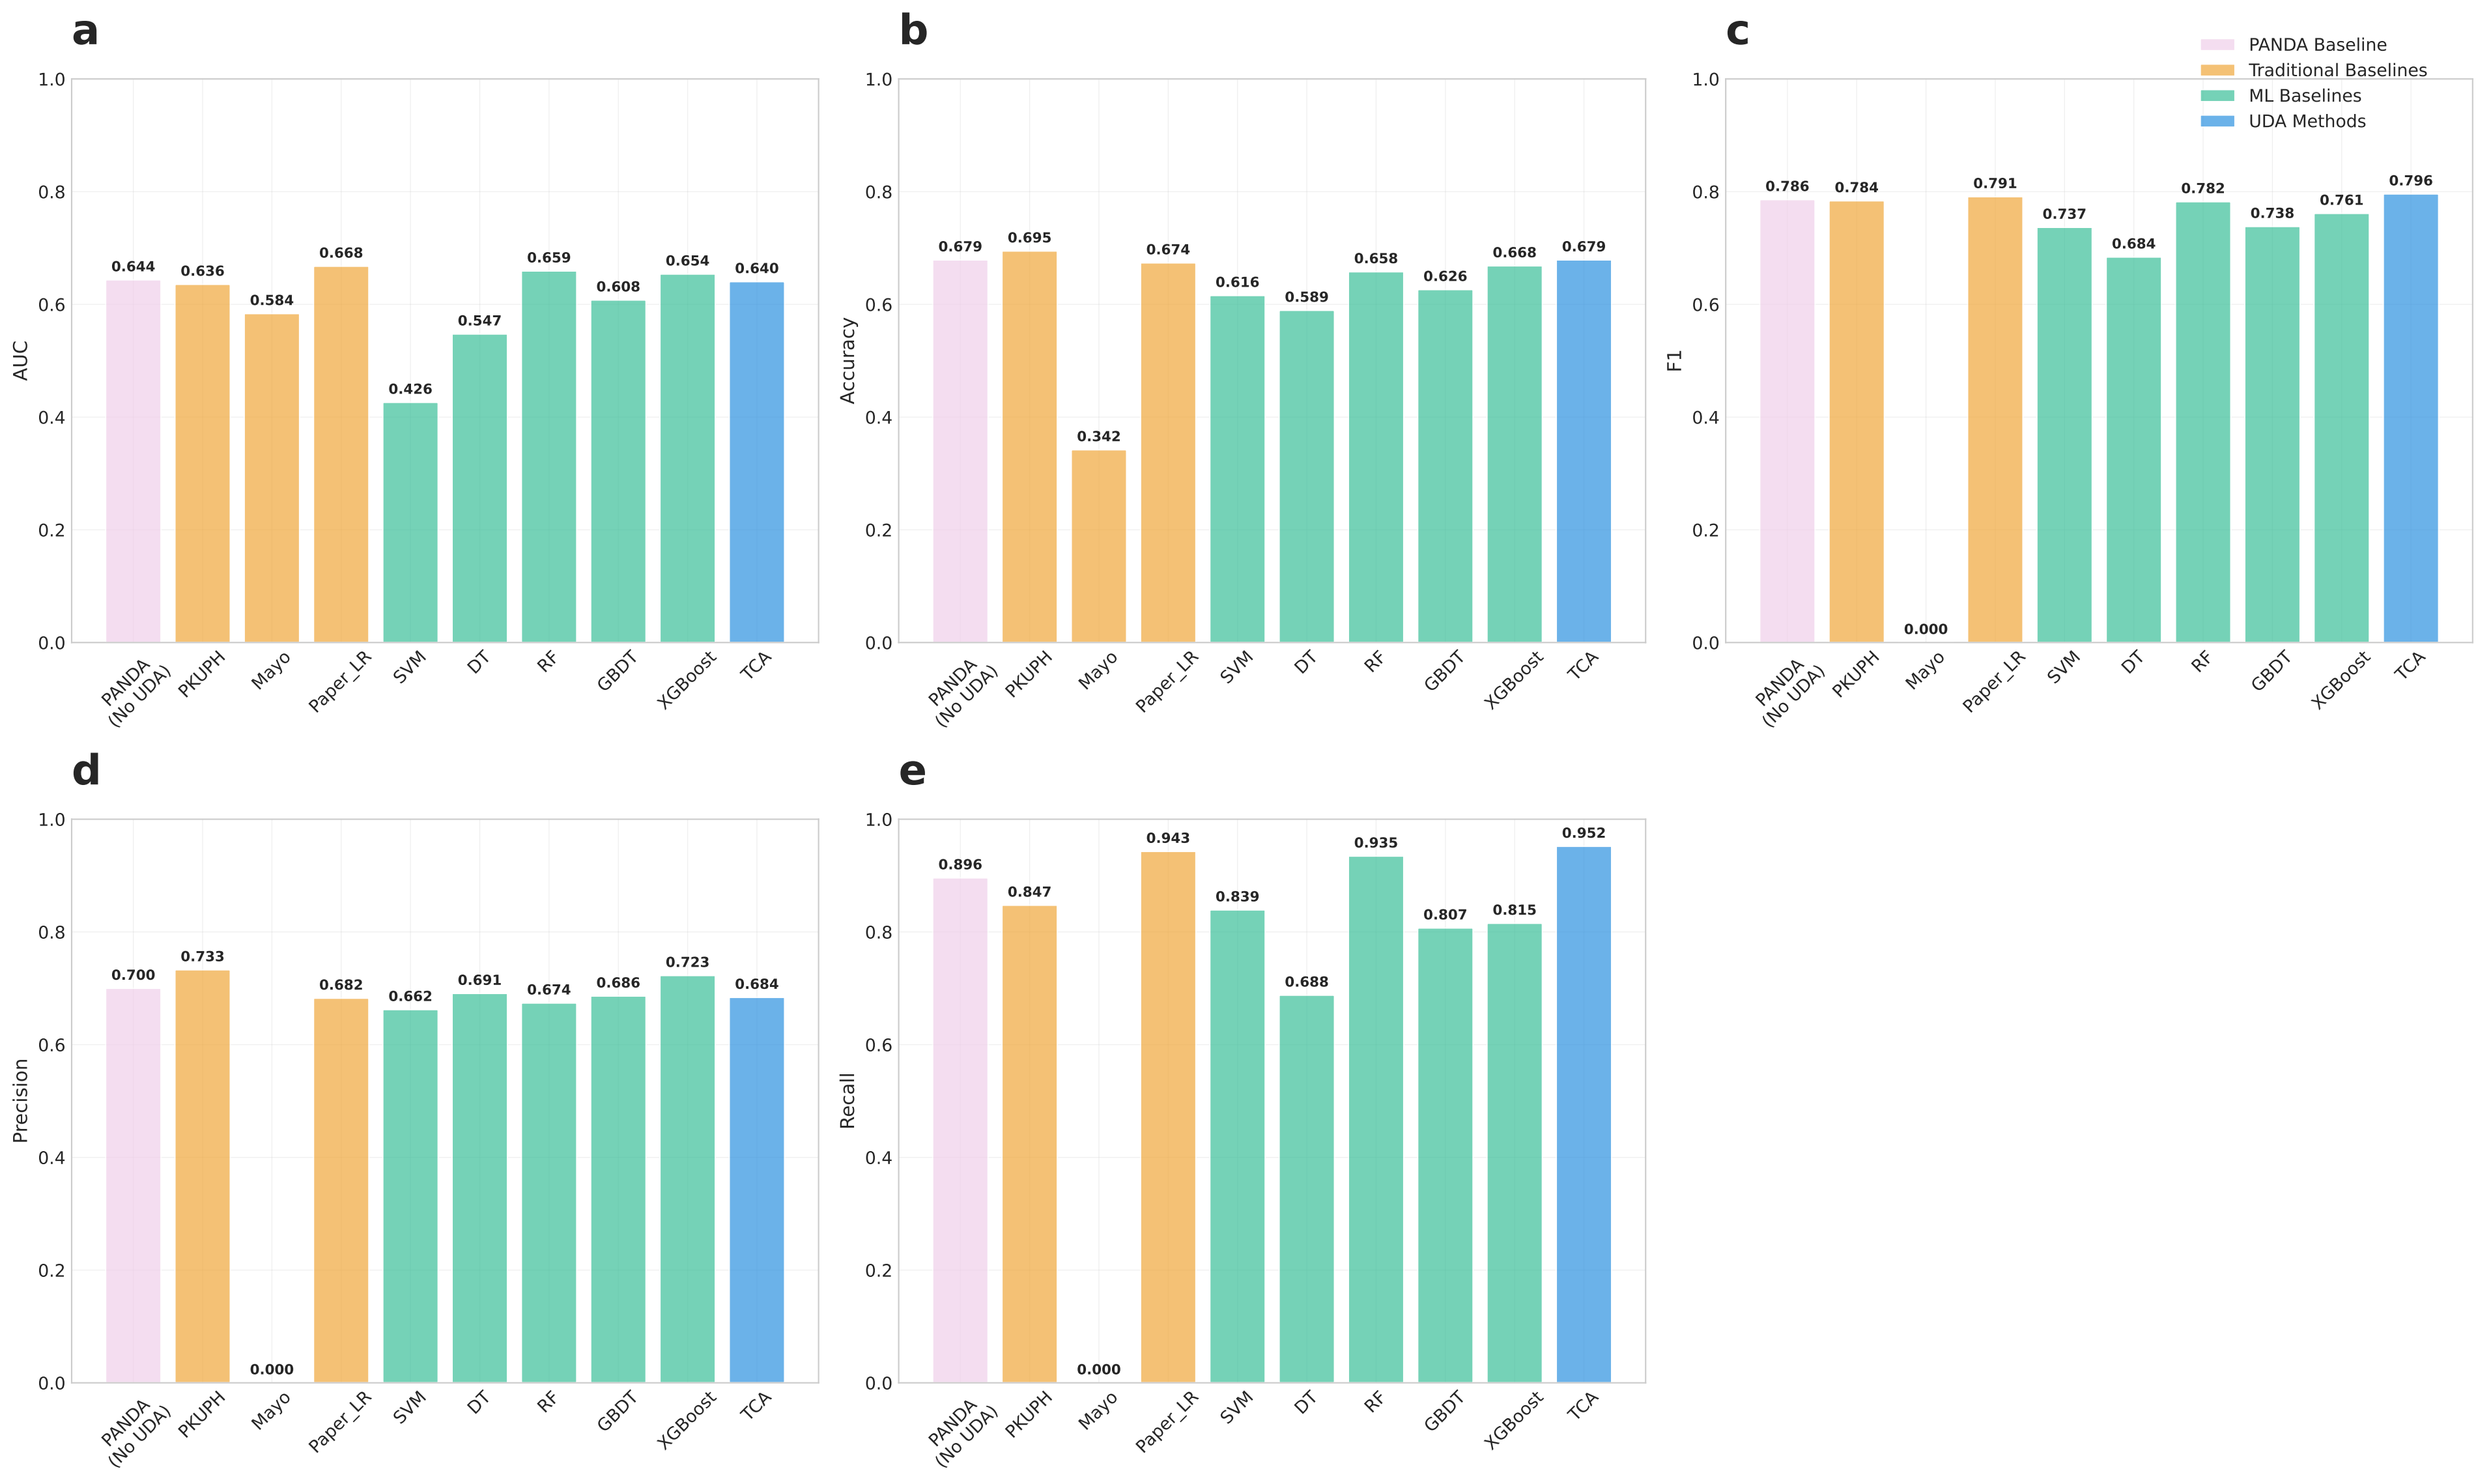 a
1.0
0.8
0.6
0.4
0.2
0.0
AUC
0.644
0.636
0.584
0.668
0.426
0.547
0.659
0.608
0.654
0.640
PANDA
(No UDA)
PKUPH
Mayo
Paper_LR
SVM
DT
RF
GBDT
XGBoost
TCA
b
1.0
0.8
0.6
0.4
0.2
0.0
Accuracy
0.679
0.695
0.342
0.674
0.616
0.589
0.658
0.626
0.668
0.679
PANDA
(No UDA)
PKUPH
Mayo
Paper_LR
SVM
DT
RF
GBDT
XGBoost
TCA
c
PANDA Baseline
Traditional Baselines
ML Baselines
UDA Methods
1.0
0.8
0.6
0.4
0.2
0.0
F1
0.786
0.784
0.000
0.791
0.737
0.684
0.782
0.738
0.761
0.796
PANDA
(No UDA)
PKUPH
Mayo
Paper_LR
SVM
DT
RF
GBDT
XGBoost
TCA
d
1.0
0.8
0.6
0.4
0.2
0.0
Precision
0.700
0.733
0.000
0.682
0.662
0.691
0.674
0.686
0.723
0.684
PANDA
(No UDA)
PKUPH
Mayo
Paper_LR
SVM
DT
RF
GBDT
XGBoost
TCA
e
1.0
0.8
0.6
0.4
0.2
0.0
Recall
0.896
0.847
0.000
0.943
0.839
0.688
0.935
0.807
0.815
0.952
PANDA
(No UDA)
PKUPH
Mayo
Paper_LR
SVM
DT
RF
GBDT
XGBoost
TCA